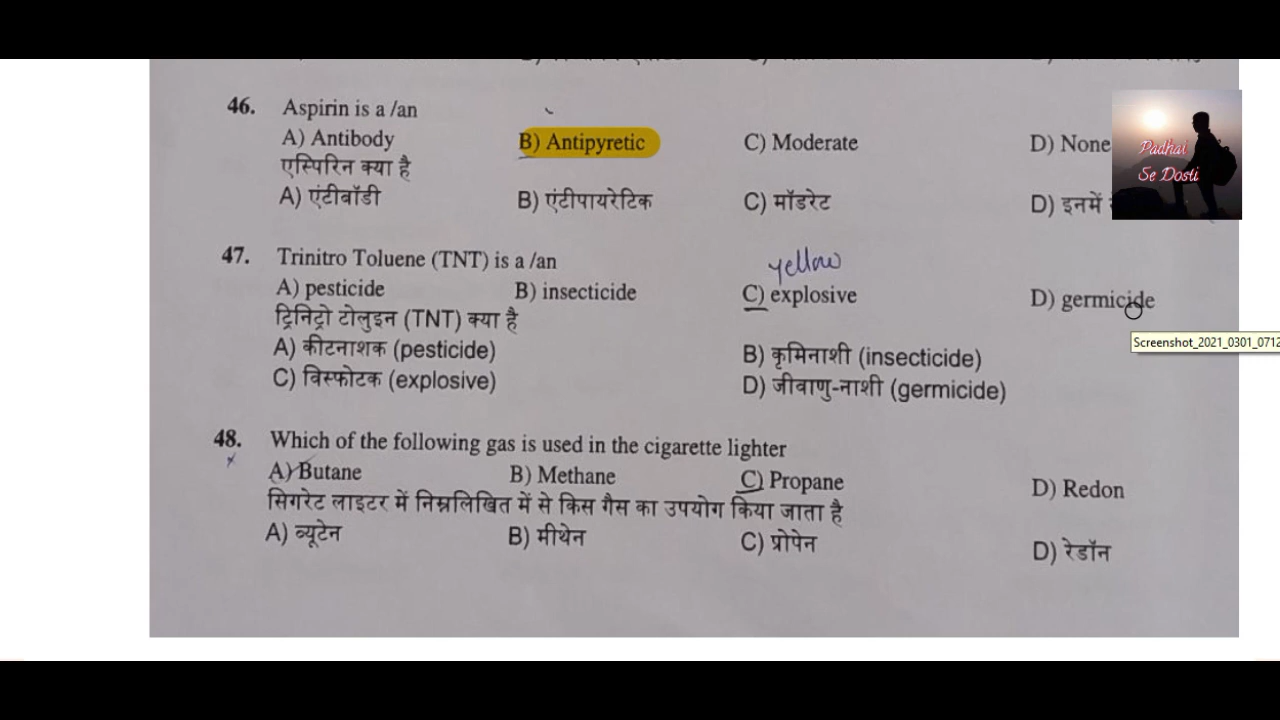 46. Aspirin is a /an
A) Antibody B) Antipyretic C) Moderate D) None
एस्पिरिन क्या है
A) एंटीबॉडी B) एंटीपायरेटिक C) मॉडरेट D) इनमें
Padhai
Se Dosti
47. Trinitro Toluene (TNT) is a /an
yellow
A) pesticide B) insecticide C) explosive D) germicide
ट्रिनिट्रो टोलुइन (TNT) क्या है
Screenshot_2021_0301_0712
A) कीटनाशक (pesticide) B) कृमिनाशी (insecticide)
C) विस्फोटक (explosive) D) जीवाणु-नाशी (germicide)
48. Which of the following gas is used in the cigarette lighter
A) Butane B) Methane C) Propane D) Redon
सिगरेट लाइटर में निम्नलिखित में से किस गैस का उपयोग किया जाता है
A) ब्यूटेन B) मीथेन C) प्रोपेन D) रेडॉन